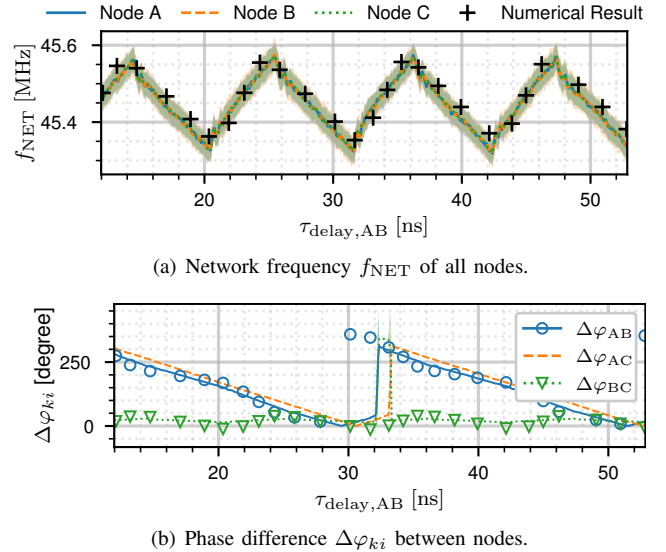 Node A Node B Node C Numerical Result
f_NET [MHz]
45.6
45.4
20 30 40 50
τ_delay,AB [ns]
(a) Network frequency f_NET of all nodes.
Δφ_ki [degree]
250
0
Δφ_AB
Δφ_AC
Δφ_BC
20 30 40 50
τ_delay,AB [ns]
(b) Phase difference Δφ_ki between nodes.